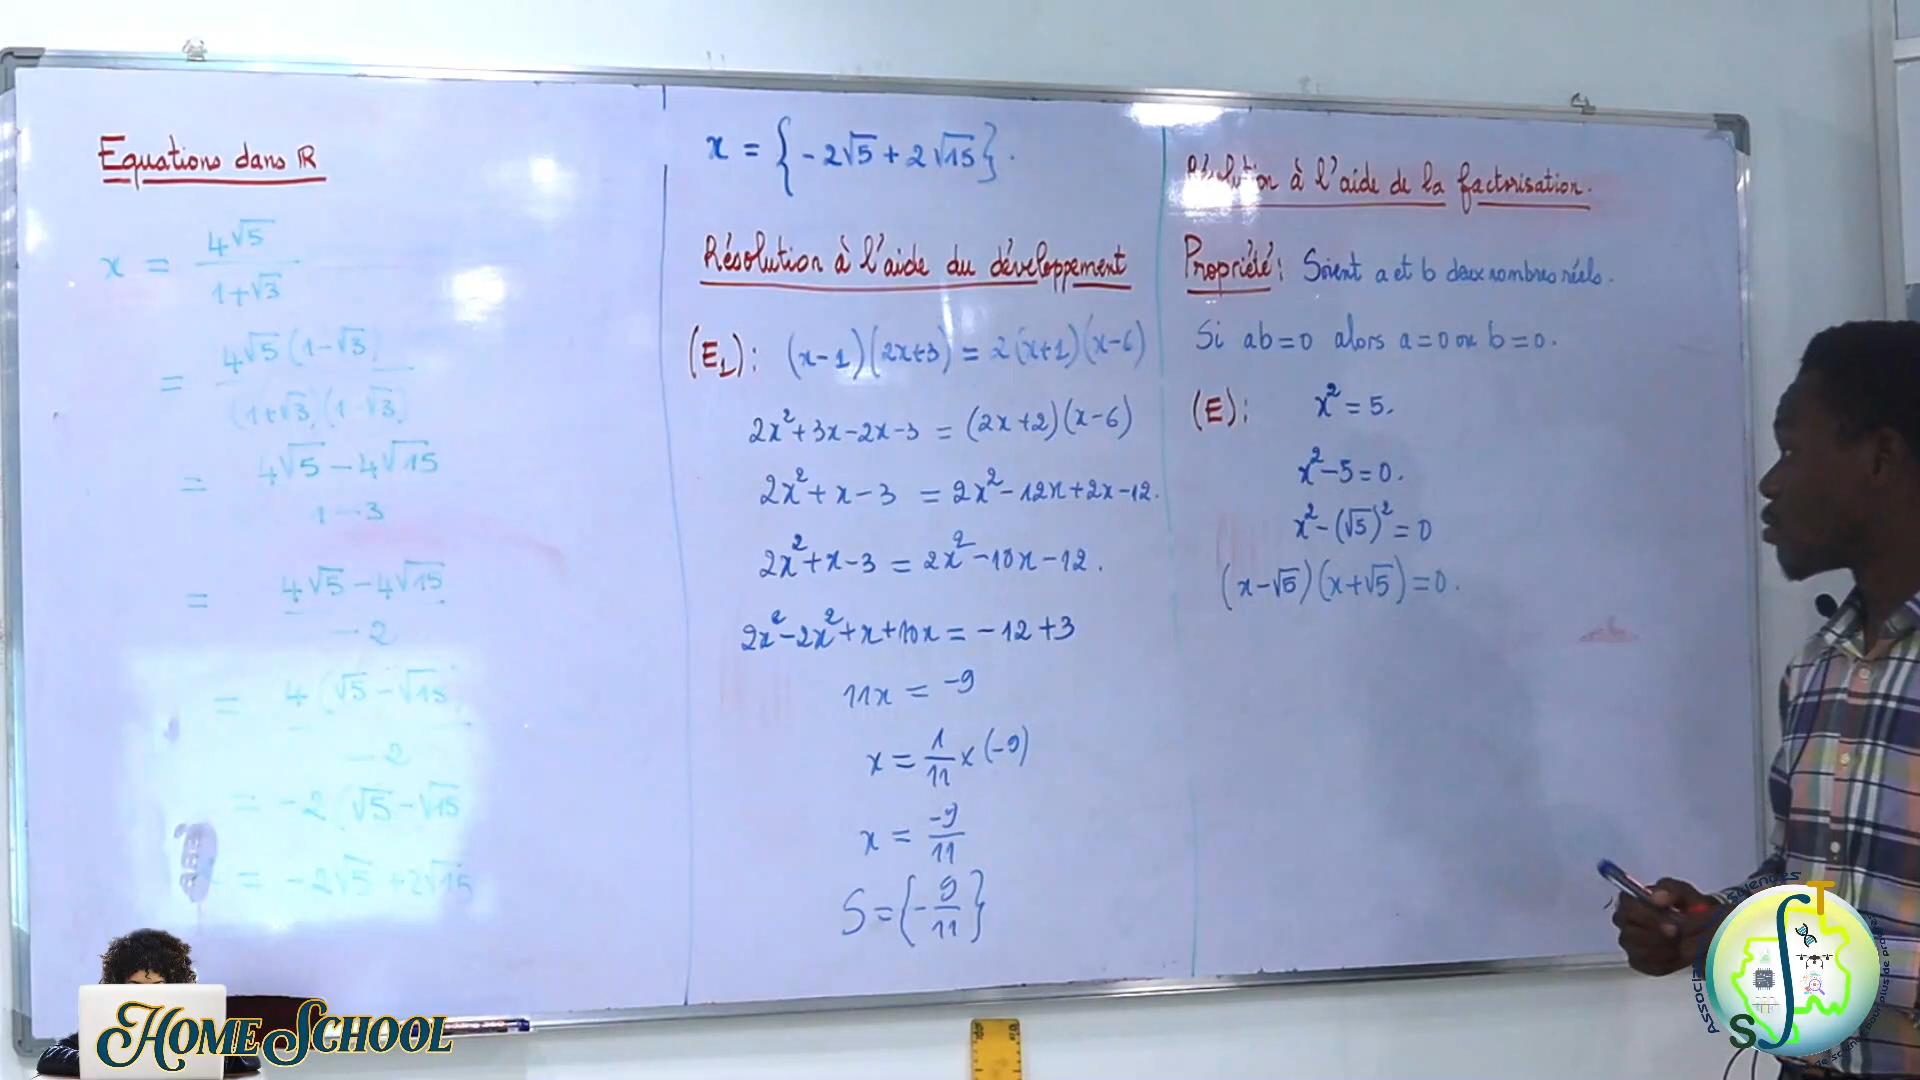 Equations dans ℝ
x = 4√5 / 1+√3
= 4√5 (1-√3) / (1+√3)(1-√3)
= 4√5 - 4√15 / 1-3
= 4√5 - 4√15 / -2
= 4 (√5 - √15) / -2
= -2 (√5 - √15
= -2√5 + 2√15
x = {-2√5 + 2√15}.
Résolution à l'aide du développement
(E₁): (x-1)(2x+3) = 2(x+1)(x-6)
2x²+3x-2x-3 = (2x+2)(x-6)
2x²+x-3 = 2x²-12x+2x-12.
2x²+x-3 = 2x²-10x-12.
2x²-2x²+x+10x = -12+3
11x = -9
x = 1/11 x (-9)
x = -9/11
S = {-9/11}
Résolution à l'aide de la factorisation.
Propriété: Soient a et b deux nombres réels.
Si ab=0 alors a=0 ou b=0.
(E): x² = 5.
x²-5=0.
x²-(√5)²=0
(x-√5)(x+√5)=0.
HOME SCHOOL
S T